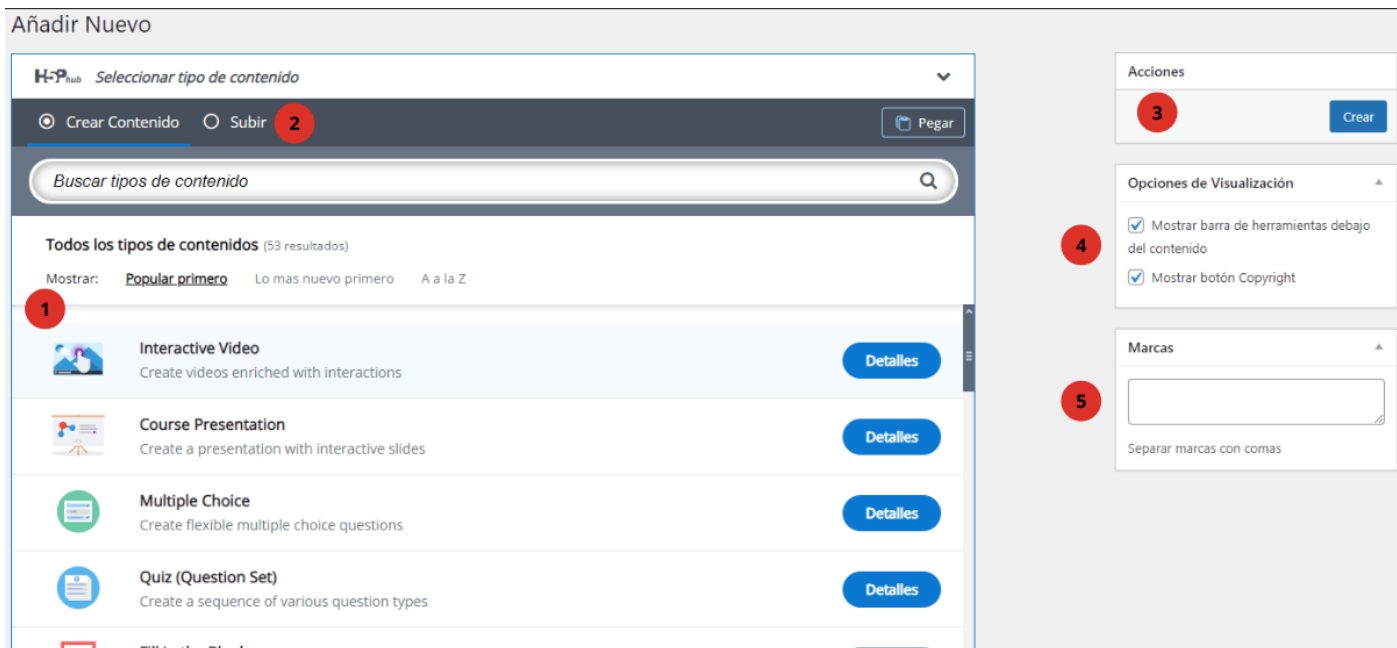 Añadir Nuevo
H5Phub Seleccionar tipo de contenido
Crear Contenido Subir 2 Pegar
Buscar tipos de contenido
Todos los tipos de contenidos (53 resultados)
Mostrar: Popular primero Lo mas nuevo primero A a la Z
1
Interactive Video
Create videos enriched with interactions
Detalles
Course Presentation
Create a presentation with interactive slides
Detalles
Multiple Choice
Create flexible multiple choice questions
Detalles
Quiz (Question Set)
Create a sequence of various question types
Detalles
Acciones
3 Crear
Opciones de Visualización
4
Mostrar barra de herramientas debajo
del contenido
Mostrar botón Copyright
Marcas
5
Separar marcas con comas